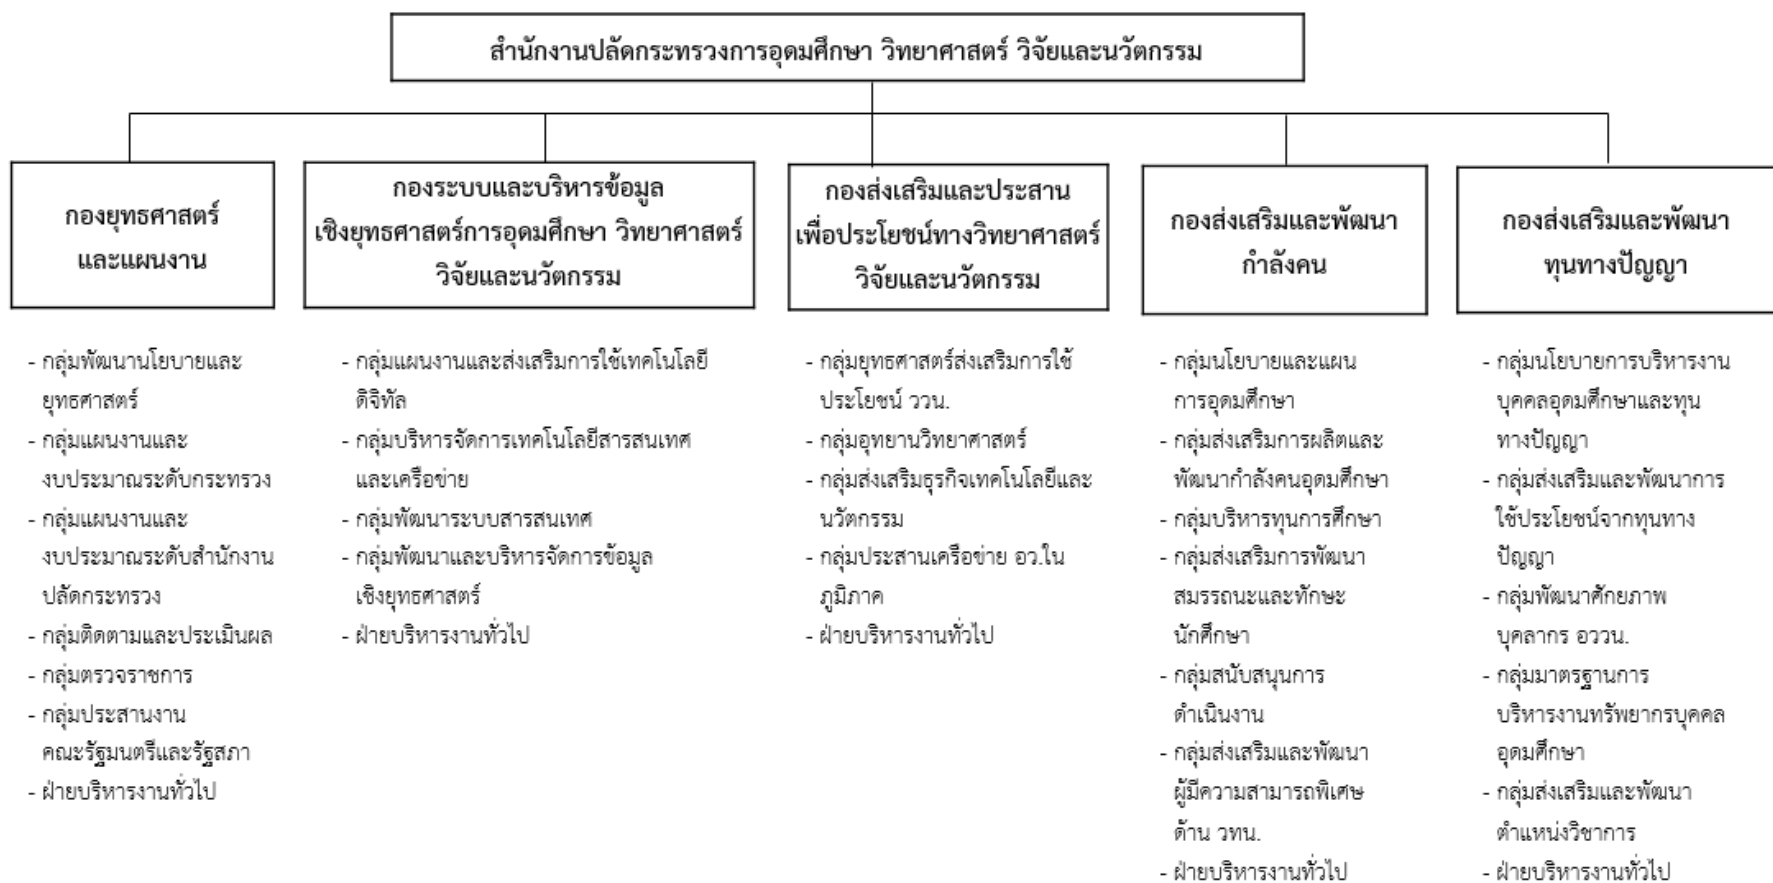 สำนักงานปลัดกระทรวงการอุดมศึกษา วิทยาศาสตร์ วิจัยและนวัตกรรม
กองยุทธศาสตร์
และแผนงาน
- กลุ่มพัฒนานโยบายและ
ยุทธศาสตร์
- กลุ่มแผนงานและ
งบประมาณระดับกระทรวง
- กลุ่มแผนงานและ
งบประมาณระดับสำนักงาน
ปลัดกระทรวง
- กลุ่มติดตามและประเมินผล
- กลุ่มตรวจราชการ
- กลุ่มประสานงาน
คณะรัฐมนตรีและรัฐสภา
- ฝ่ายบริหารงานทั่วไป
กองระบบและบริหารข้อมูล
เชิงยุทธศาสตร์การอุดมศึกษา วิทยาศาสตร์
วิจัยและนวัตกรรม
- กลุ่มแผนงานและส่งเสริมการใช้เทคโนโลยี
ดิจิทัล
- กลุ่มบริหารจัดการเทคโนโลยีสารสนเทศ
และเครือข่าย
- กลุ่มพัฒนาระบบสารสนเทศ
- กลุ่มพัฒนาและบริหารจัดการข้อมูล
เชิงยุทธศาสตร์
- ฝ่ายบริหารงานทั่วไป
กองส่งเสริมและประสาน
เพื่อประโยชน์ทางวิทยาศาสตร์
วิจัยและนวัตกรรม
- กลุ่มยุทธศาสตร์ส่งเสริมการใช้
ประโยชน์ ววน.
- กลุ่มอุทยานวิทยาศาสตร์
- กลุ่มส่งเสริมธุรกิจเทคโนโลยีและ
นวัตกรรม
- กลุ่มประสานเครือข่าย อว.ใน
ภูมิภาค
- ฝ่ายบริหารงานทั่วไป
กองส่งเสริมและพัฒนา
กำลังคน
- กลุ่มนโยบายและแผน
การอุดมศึกษา
- กลุ่มส่งเสริมการผลิตและ
พัฒนากำลังคนอุดมศึกษา
- กลุ่มบริหารทุนการศึกษา
- กลุ่มส่งเสริมการพัฒนา
สมรรถนะและทักษะ
นักศึกษา
- กลุ่มสนับสนุนการ
ดำเนินงาน
- กลุ่มส่งเสริมและพัฒนา
ผู้มีความสามารถพิเศษ
ด้าน วทน.
- ฝ่ายบริหารงานทั่วไป
กองส่งเสริมและพัฒนา
ทุนทางปัญญา
- กลุ่มนโยบายการบริหารงาน
บุคคลอุดมศึกษาและทุน
ทางปัญญา
- กลุ่มส่งเสริมและพัฒนาการ
ใช้ประโยชน์จากทุนทาง
ปัญญา
- กลุ่มพัฒนาศักยภาพ
บุคลากร อววน.
- กลุ่มมาตรฐานการ
บริหารงานทรัพยากรบุคคล
อุดมศึกษา
- กลุ่มส่งเสริมและพัฒนา
ตำแหน่งวิชาการ
- ฝ่ายบริหารงานทั่วไป